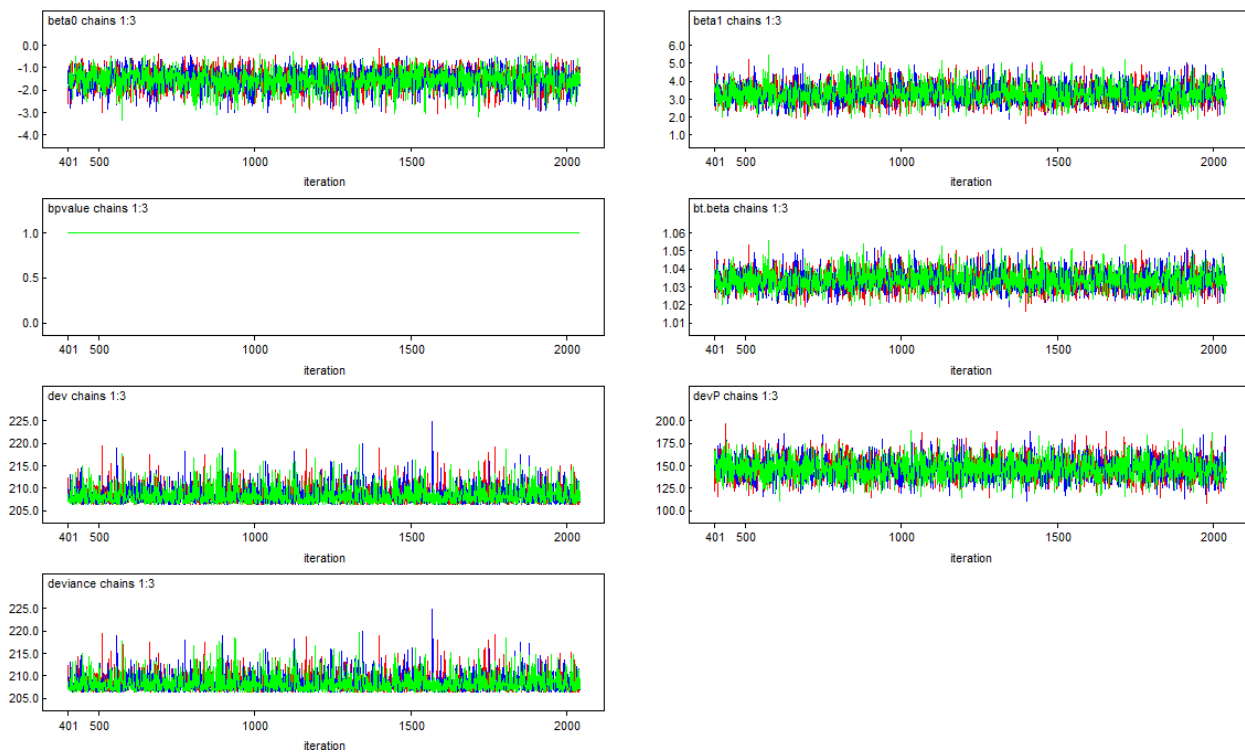 beta0 chains 1:3
0.0
-1.0
-2.0
-3.0
-4.0
401 500 1000 1500 2000
iteration
beta1 chains 1:3
6.0
5.0
4.0
3.0
2.0
1.0
401 500 1000 1500 2000
iteration
bpvalue chains 1:3
1.0
0.5
0.0
401 500 1000 1500 2000
iteration
bt.beta chains 1:3
1.06
1.05
1.04
1.03
1.02
1.01
401 500 1000 1500 2000
iteration
dev chains 1:3
225.0
220.0
215.0
210.0
205.0
401 500 1000 1500 2000
iteration
devP chains 1:3
200.0
175.0
150.0
125.0
100.0
401 500 1000 1500 2000
iteration
deviance chains 1:3
225.0
220.0
215.0
210.0
205.0
401 500 1000 1500 2000
iteration